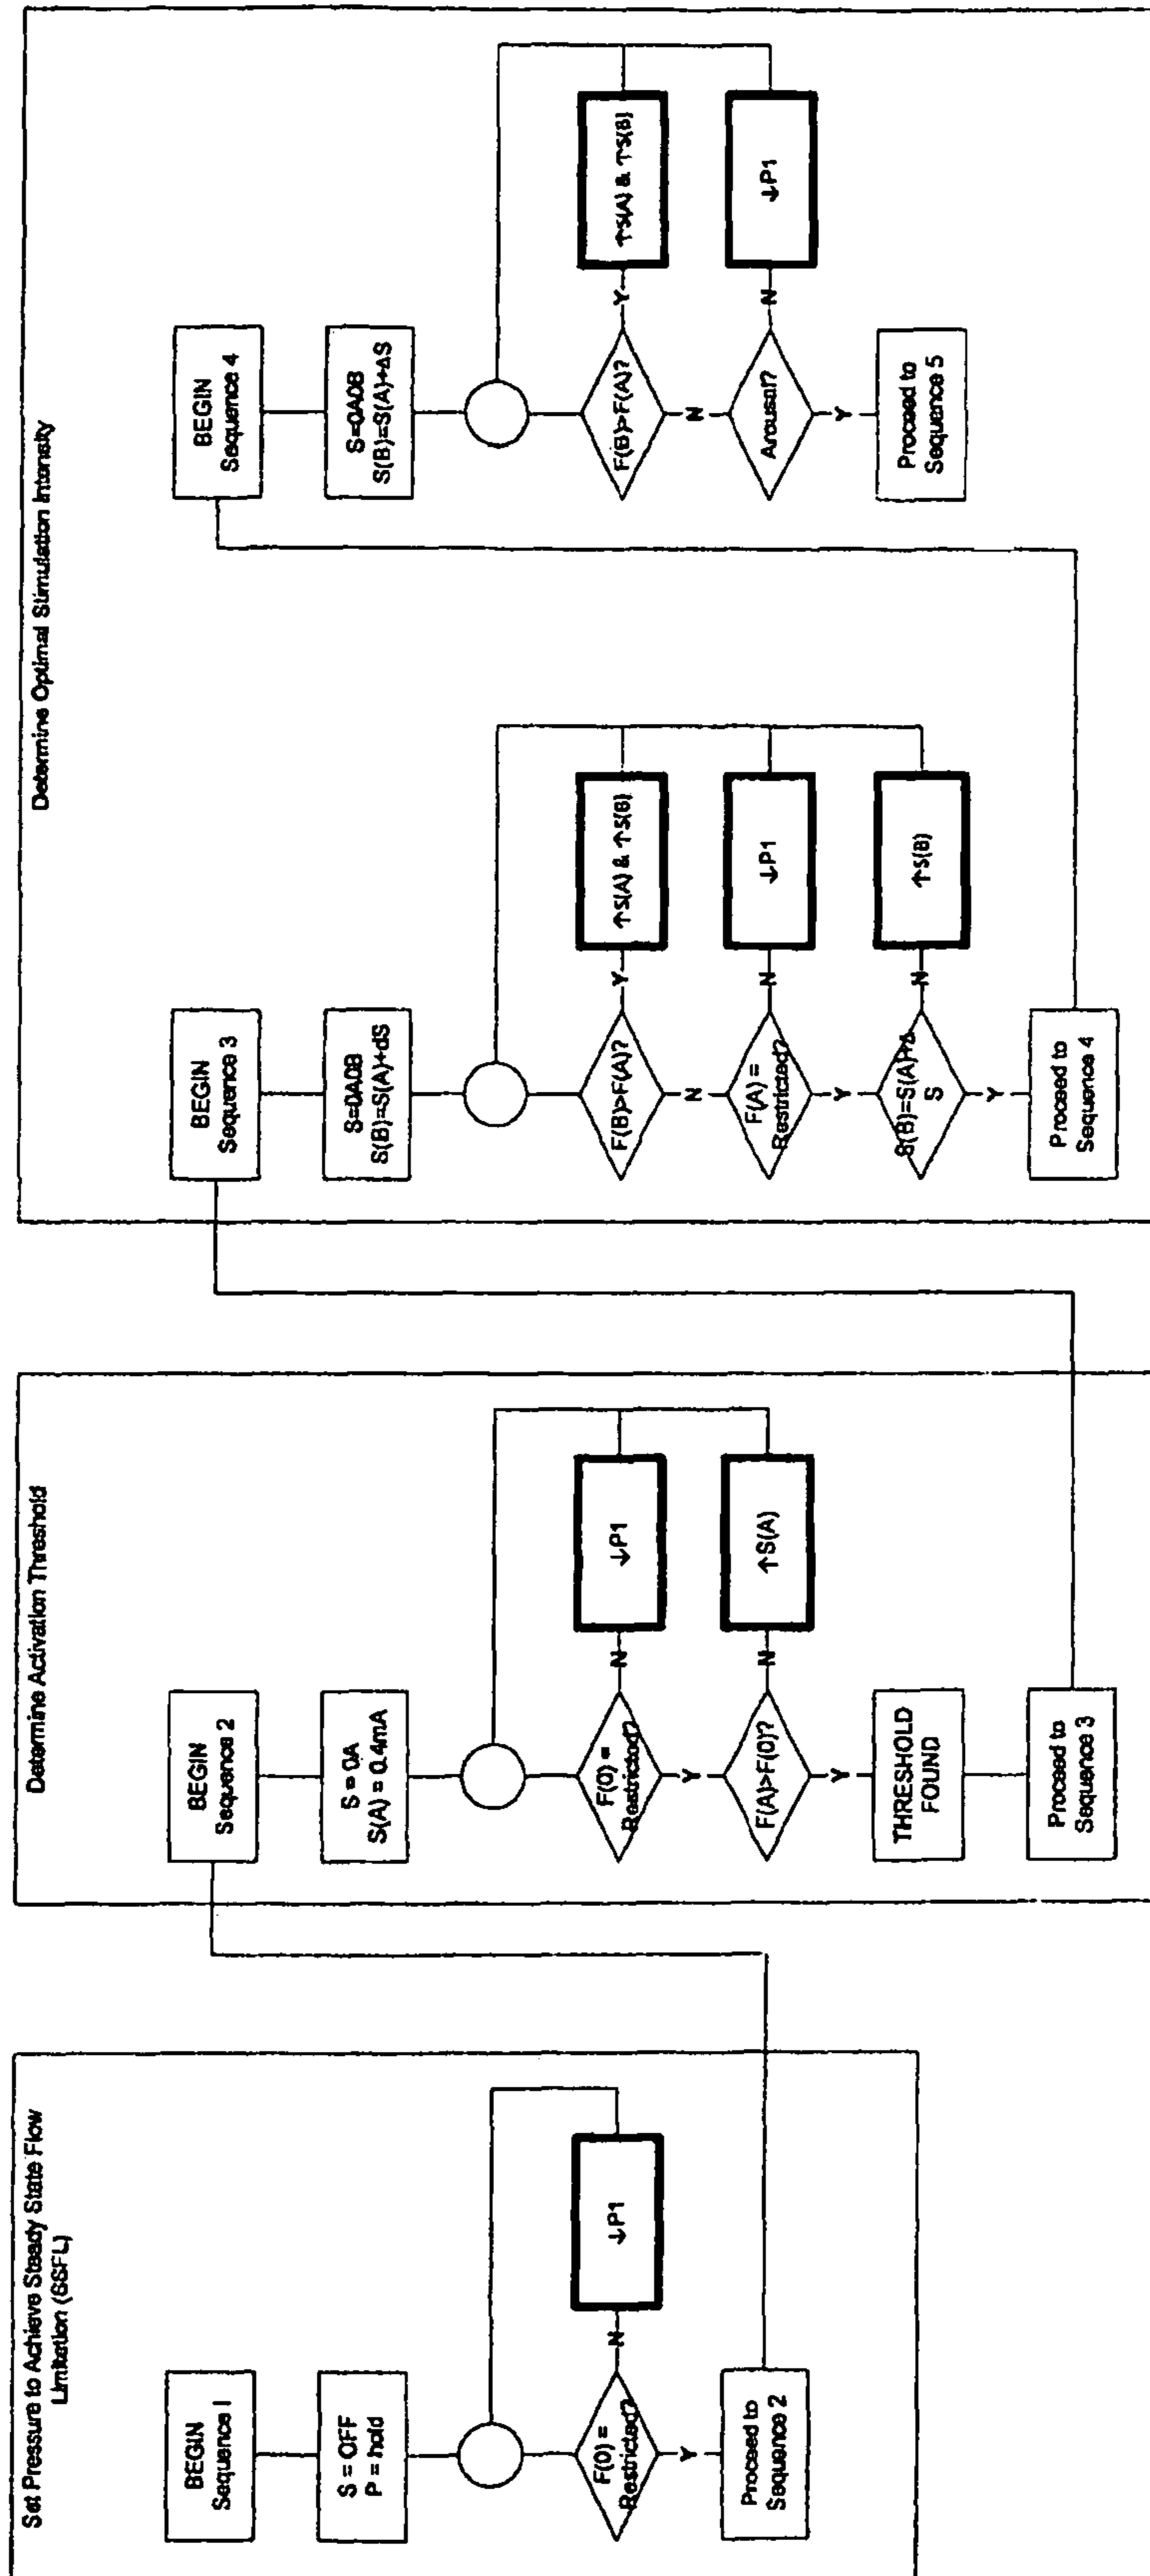 Set Pressure to Achieve Steady State Flow
Limitation (SSFL)
BEGIN
Sequence 1
S = OFF
P = hold
F(0) =
Restricted?
N
↓P1
Y
Proceed to
Sequence 2
Determine Activation Threshold
BEGIN
Sequence 2
S = 0A
S(A) = 0.4mA
F(0) =
Restricted?
N
↓P1
Y
F(A)>F(0)?
N
↑S(A)
Y
THRESHOLD
FOUND
Proceed to
Sequence 3
Determine Optimal Stimulation Intensity
BEGIN
Sequence 3
S=0A0B
S(B)=S(A)+dS
F(B)>F(A)?
Y
↑S(A) & ↑S(B)
N
F(A) =
Restricted?
N
↓P1
Y
S(B)=S(A)+Δ
S
N
↑S(B)
Y
Proceed to
Sequence 4
BEGIN
Sequence 4
S=0A0B
S(B)=S(A)+ΔS
F(B)>F(A)?
Y
↑S(A) & ↑S(B)
N
Arousal?
N
↓P1
Y
Proceed to
Sequence 5